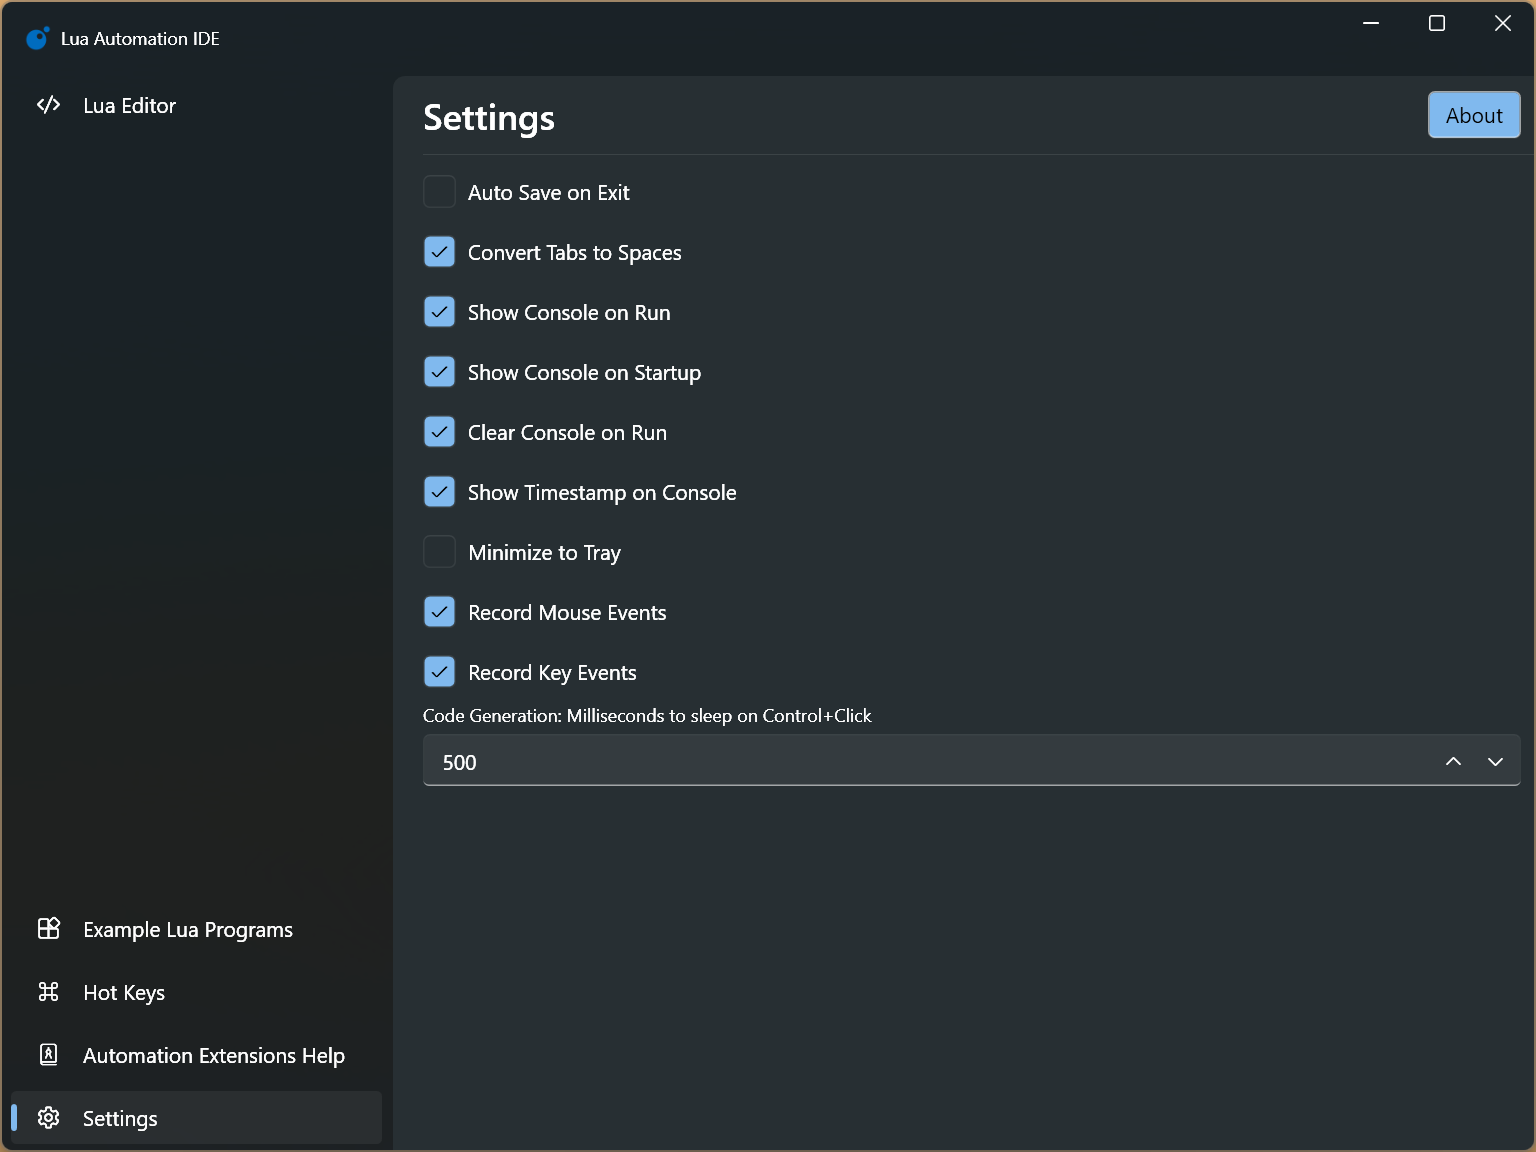 Lua Automation IDE
Lua Editor
Settings
About
Auto Save on Exit
Convert Tabs to Spaces
Show Console on Run
Show Console on Startup
Clear Console on Run
Show Timestamp on Console
Minimize to Tray
Record Mouse Events
Record Key Events
Code Generation: Milliseconds to sleep on Control+Click
500
Example Lua Programs
Hot Keys
Automation Extensions Help
Settings